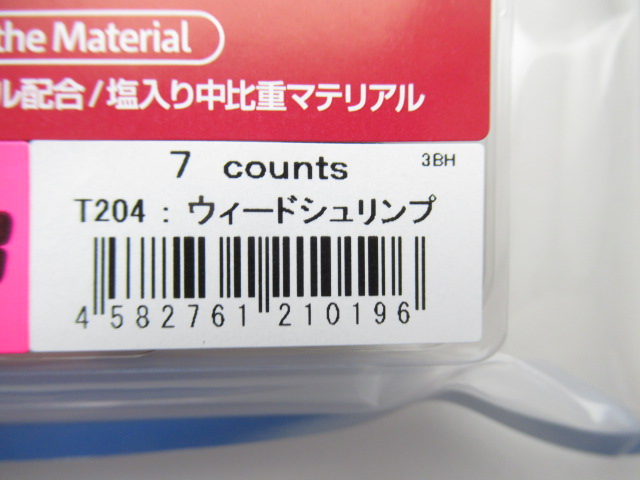 the Material
ル配合/塩入り中比重マテリアル
7 counts
3BH
T204 : ウィードシュリンプ
4 582761 210196